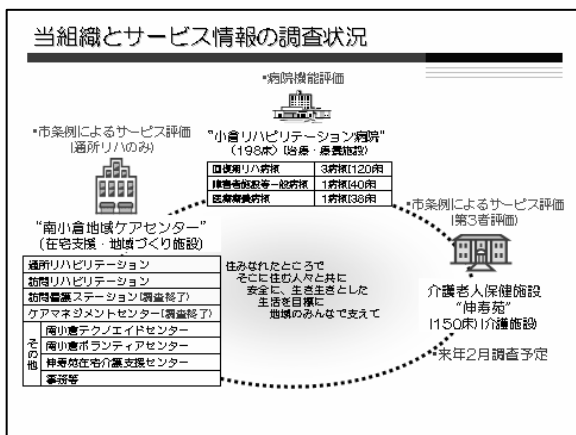 当組織とサービス情報の調査状況
•病院機能評価
“小倉リハビリテーション病院”
(198床)(治療・療養施設)
回復期リハ病棟 3病棟(120床)
障害者施設等一般病棟 1病棟(40床)
医療療養病棟 1病棟(38床)
•市条例によるサービス評価
(通所リハのみ)
“南小倉地域ケアセンター”
(在宅支援・地域づくり施設)
通所リハビリテーション
訪問リハビリテーション
訪問看護ステーション(調査終了)
ケアマネジメントセンター(調査終了)
その他
南小倉テクノエイドセンター
南小倉ボランティアセンター
伸寿苑在宅介護支援センター
事務等
住みなれたところで
そこに住む人々と共に
安全に、生き生きとした
生活を目標に
地域のみんなで支えて
•市条例によるサービス評価
(第3者評価)
介護老人保健施設
“伸寿苑”
(150床)(介護施設)
•来年2月調査予定